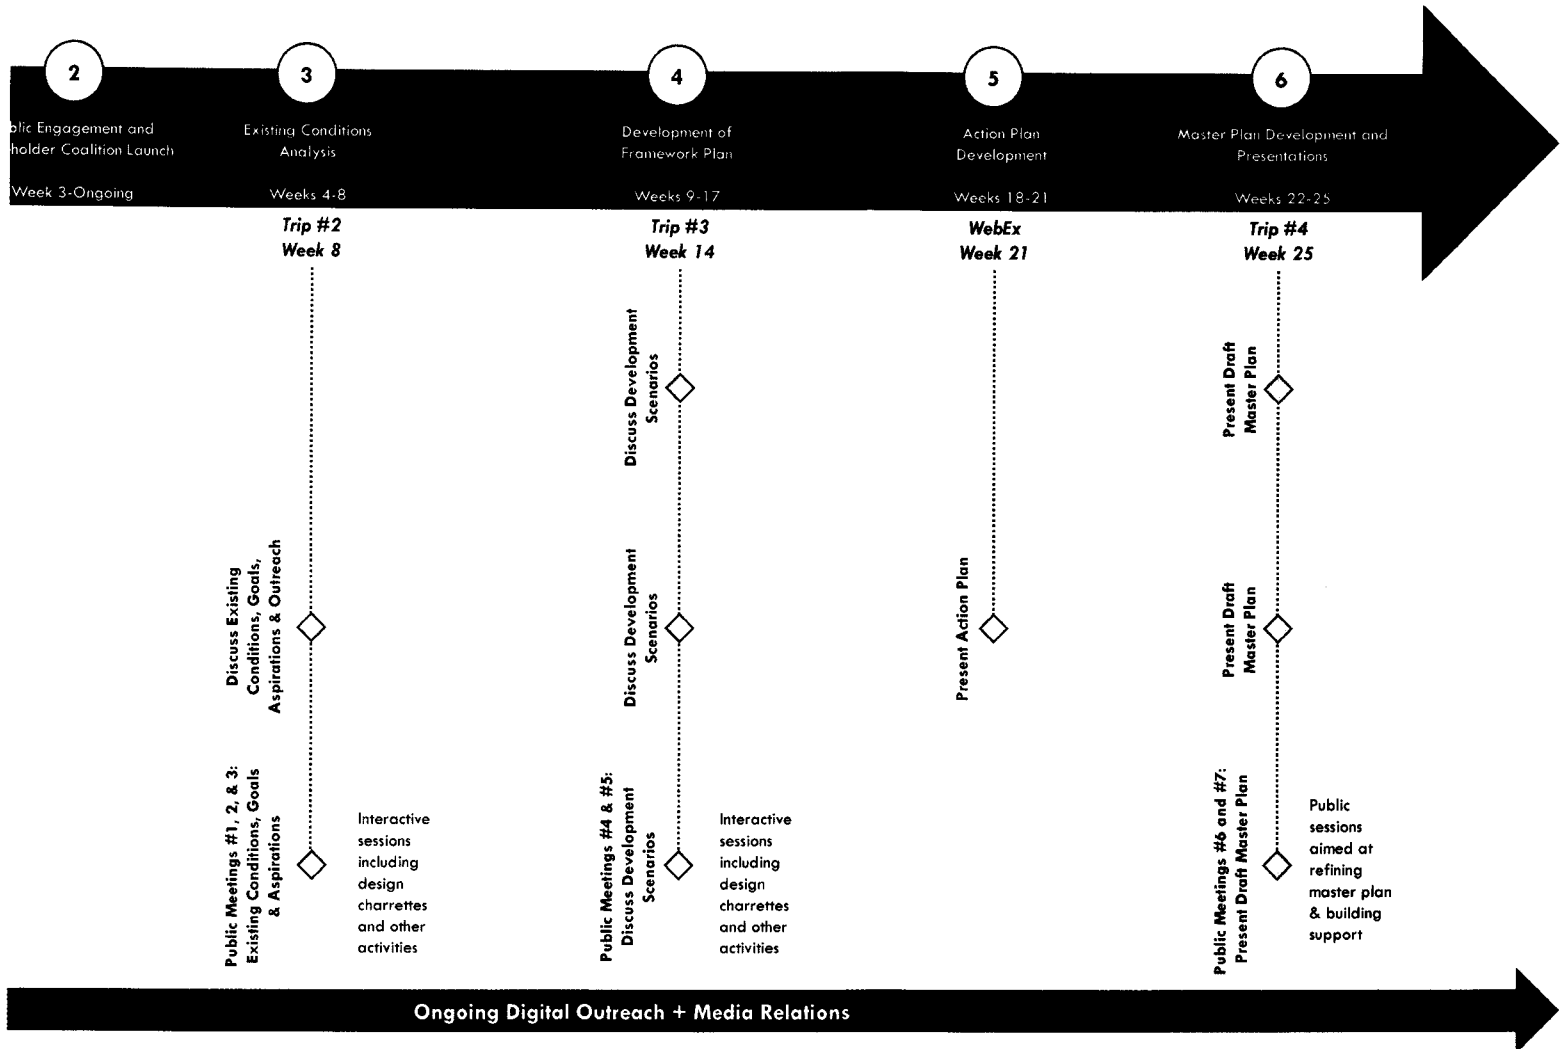 2
blic Engagement and
holder Coalition Launch
Week 3-Ongoing
3
Existing Conditions
Analysis
Weeks 4-8
4
Development of
Framework Plan
Weeks 9-17
5
Action Plan
Development
Weeks 18-21
6
Master Plan Development and
Presentations
Weeks 22-25
Trip #2
Week 8
Trip #3
Week 14
WebEx
Week 21
Trip #4
Week 25
Discuss Development
Scenarios
Present Draft
Master Plan
Discuss Existing
Conditions, Goals,
Aspirations & Outreach
Discuss Development
Scenarios
Present Action Plan
Present Draft
Master Plan
Public Meetings #1, 2, & 3:
Existing Conditions, Goals
& Aspirations
Interactive
sessions
including
design
charrettes
and other
activities
Public Meetings #4 & #5:
Discuss Development
Scenarios
Interactive
sessions
including
design
charrettes
and other
activities
Public Meetings #6 and #7:
Present Draft Master Plan
Public
sessions
aimed at
refining
master plan
& building
support
Ongoing Digital Outreach + Media Relations